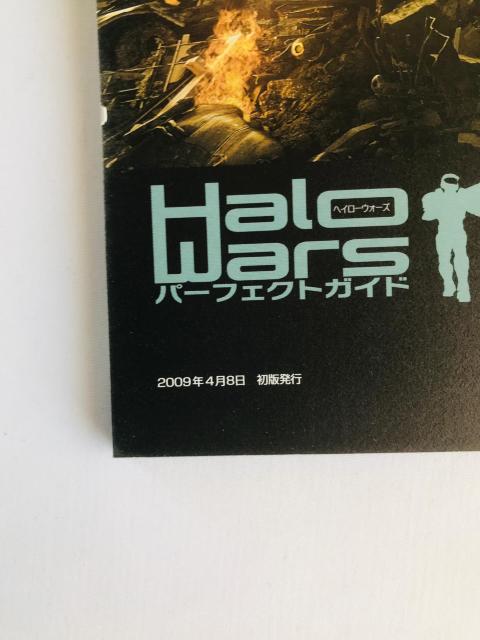 Halo
ヘイローウォーズ
Wars
パーフェクトガイド
2009年4月8日 初版発行